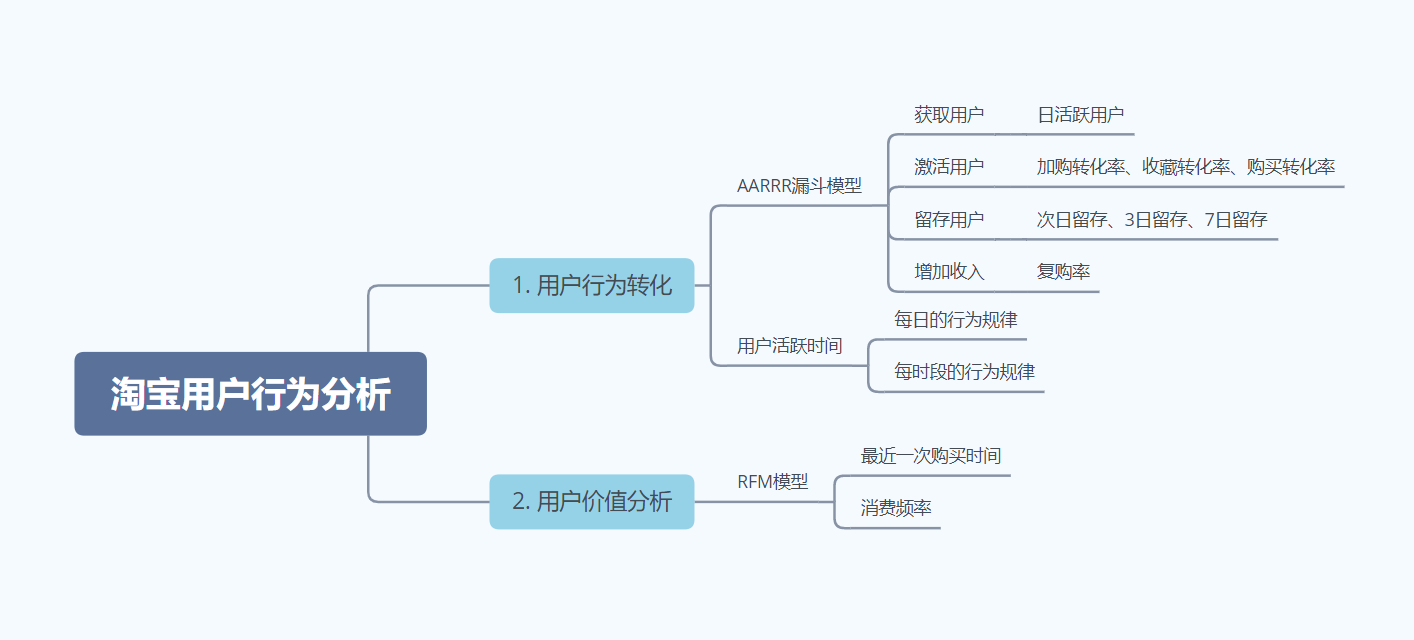 淘宝用户行为分析
1. 用户行为转化
AARRR漏斗模型
获取用户
日活跃用户
激活用户
加购转化率、收藏转化率、购买转化率
留存用户
次日留存、3日留存、7日留存
增加收入
复购率
用户活跃时间
每日的行为规律
每时段的行为规律
2. 用户价值分析
RFM模型
最近一次购买时间
消费频率